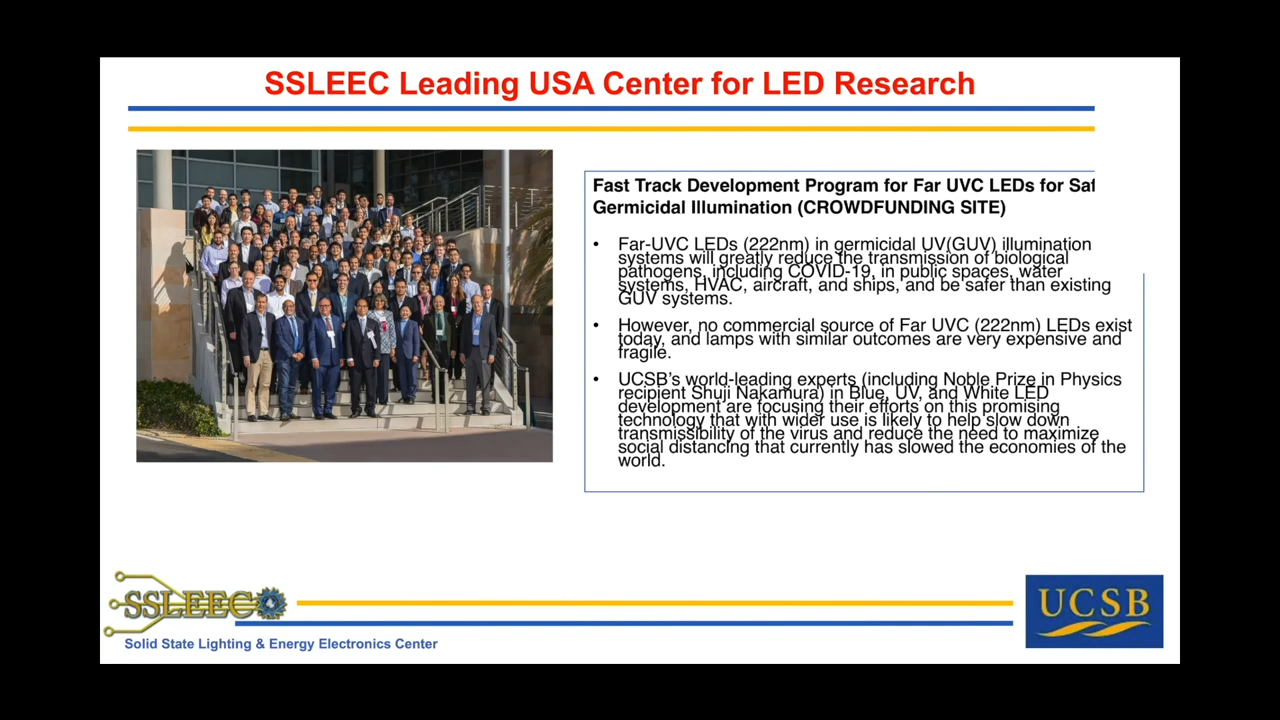 SSLEEC Leading USA Center for LED Research
Fast Track Development Program for Far UVC LEDs for Saf
Germicidal Illumination (CROWDFUNDING SITE)
• Far-UVC LEDs (222nm) in germicidal UV(GUV) illumination
systems will greatly reduce the transmission of biological
pathogens, including COVID-19, in public spaces, water
systems, HVAC, aircraft, and ships, and be safer than existing
GUV systems.
• However, no commercial source of Far UVC (222nm) LEDs exist
today, and lamps with similar outcomes are very expensive and
fragile.
• UCSB's world-leading experts (including Noble Prize in Physics
recipient Shuji Nakamura) in Blue, UV, and White LED
development are focusing their efforts on this promising
technology that with wider use is likely to help slow down
transmissibility of the virus and reduce the need to maximize
social distancing that currently has slowed the economies of the
world.
SSLEEC
Solid State Lighting & Energy Electronics Center
UCSB